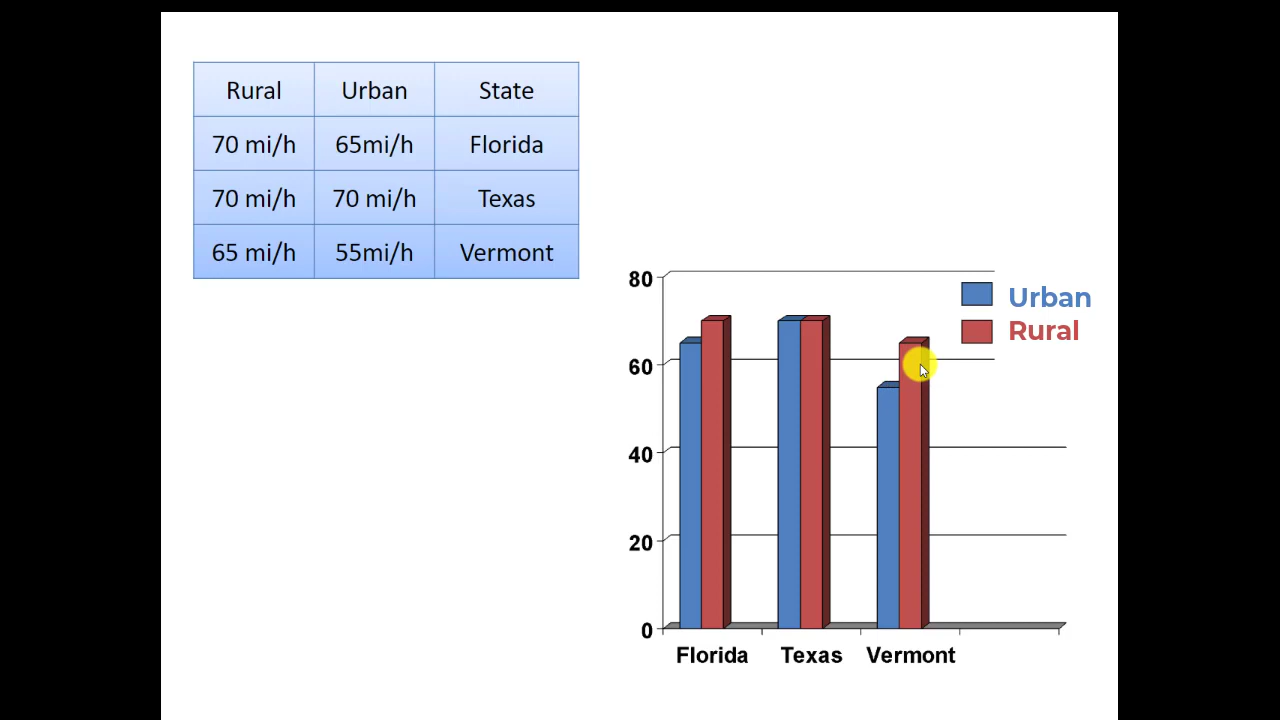 Rural Urban State
70 mi/h 65mi/h Florida
70 mi/h 70 mi/h Texas
65 mi/h 55mi/h Vermont
80
Urban
Rural
60
40
20
0
Florida Texas Vermont